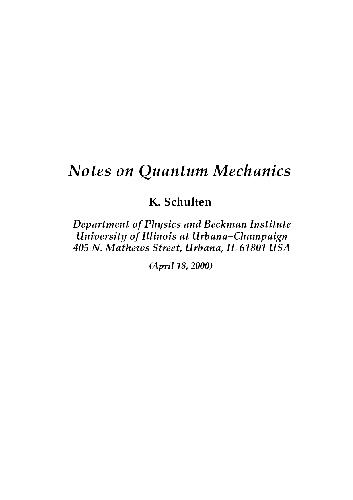 Notes on Quantum Mechanics
K. Schulten
Department of Physics and Beckman Institute
University of Illinois at Urbana–Champaign
405 N. Mathews Street, Urbana, IL 61801 USA
(April 18, 2000)